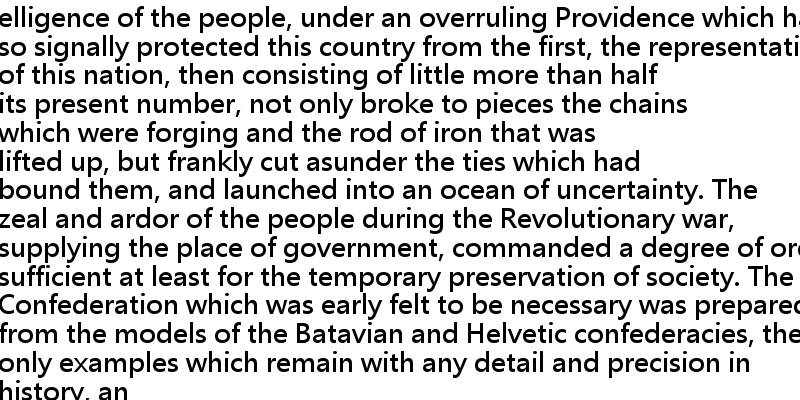 elligence of the people, under an overruling Providence which ha
so signally protected this country from the first, the representati
of this nation, then consisting of little more than half
its present number, not only broke to pieces the chains
which were forging and the rod of iron that was
lifted up, but frankly cut asunder the ties which had
bound them, and launched into an ocean of uncertainty. The
zeal and ardor of the people during the Revolutionary war,
supplying the place of government, commanded a degree of ord
sufficient at least for the temporary preservation of society. The
Confederation which was early felt to be necessary was prepared
from the models of the Batavian and Helvetic confederacies, the
only examples which remain with any detail and precision in
history, an